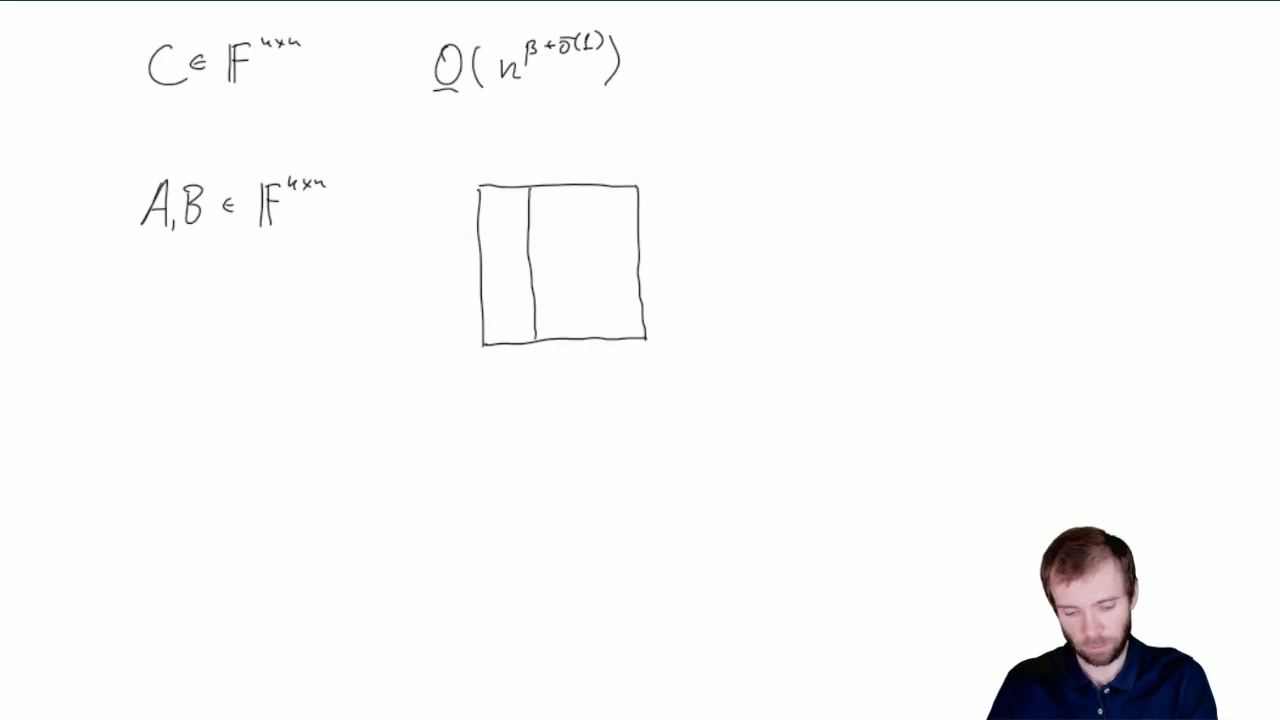 C ∈ 𝔽^{n×n} O(n^{β+ō(1)})
A,B ∈ 𝔽^{n×n}